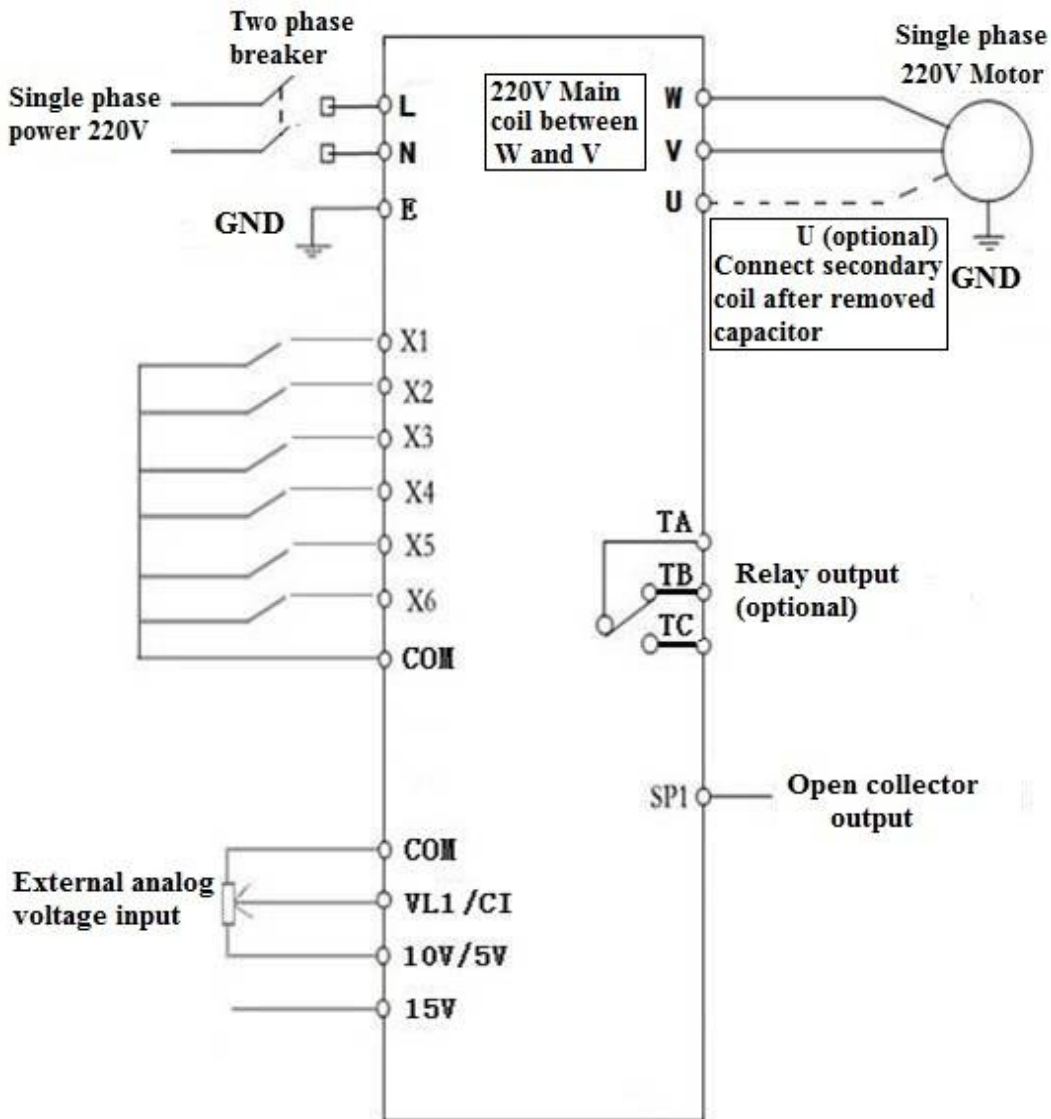 Two phase
breaker
Single phase
power 220V
L
N
E
GND
220V Main
coil between
W and V
W
V
U
Single phase
220V Motor
U (optional)
Connect secondary
coil after removed
capacitor
GND
X1
X2
X3
X4
X5
X6
COM
TA
TB
TC
Relay output
(optional)
SP1
Open collector
output
External analog
voltage input
COM
VL1 /CI
10V/5V
15V